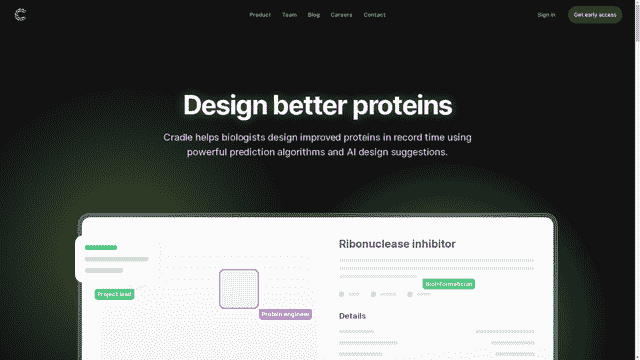 Product Team Blog Careers Contact Sign in Get early access
Design better proteins
Cradle helps biologists design improved proteins in record time using
powerful prediction algorithms and AI design suggestions.
Ribonuclease inhibitor
Bioinformatician
Project lead
Protein engineer
Details